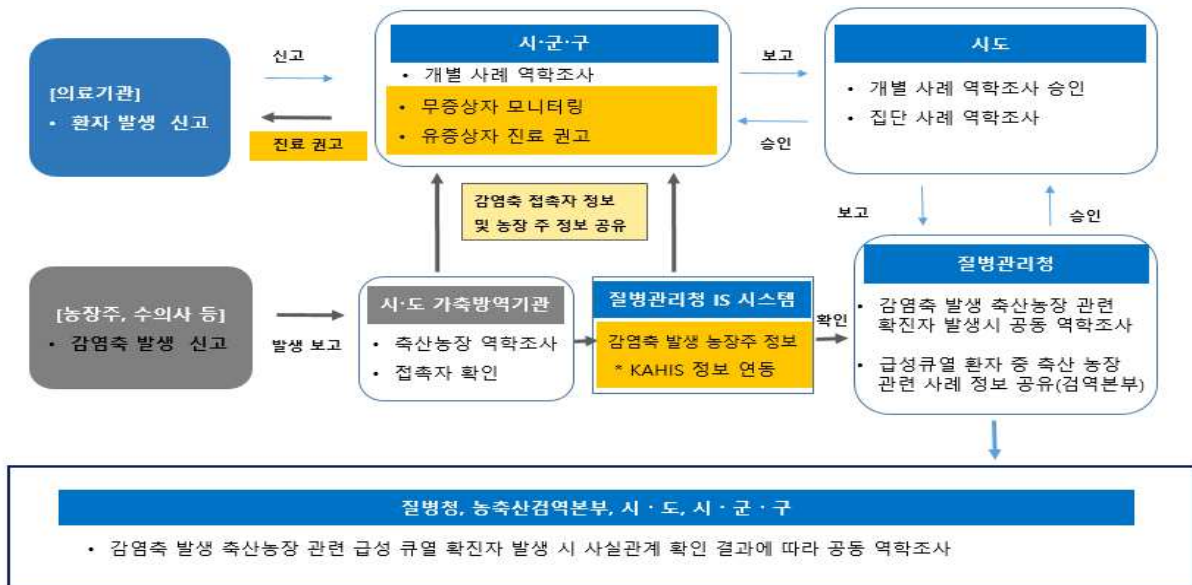 [의료기관]
• 환자 발생 신고
신고
진료 권고
시·군·구
• 개별 사례 역학조사
• 무증상자 모니터링
• 유증상자 진료 권고
보고
승인
시도
• 개별 사례 역학조사 승인
• 집단 사례 역학조사
감염축 접촉자 정보
및 농장 주 정보 공유
보고
승인
[농장주, 수의사 등]
• 감염축 발생 신고
발생 보고
시·도 가축방역기관
• 축산농장 역학조사
• 접촉자 확인
질병관리청 IS 시스템
감염축 발생 농장주 정보
* KAHIS 정보 연동
확인
질병관리청
• 감염축 발생 축산농장 관련
확진자 발생시 공동 역학조사
• 급성큐열 환자 중 축산 농장
관련 사례 정보 공유(검역본부)
질병청, 농축산검역본부, 시 · 도, 시 · 군 · 구
• 감염축 발생 축산농장 관련 급성 큐열 확진자 발생 시 사실관계 확인 결과에 따라 공동 역학조사